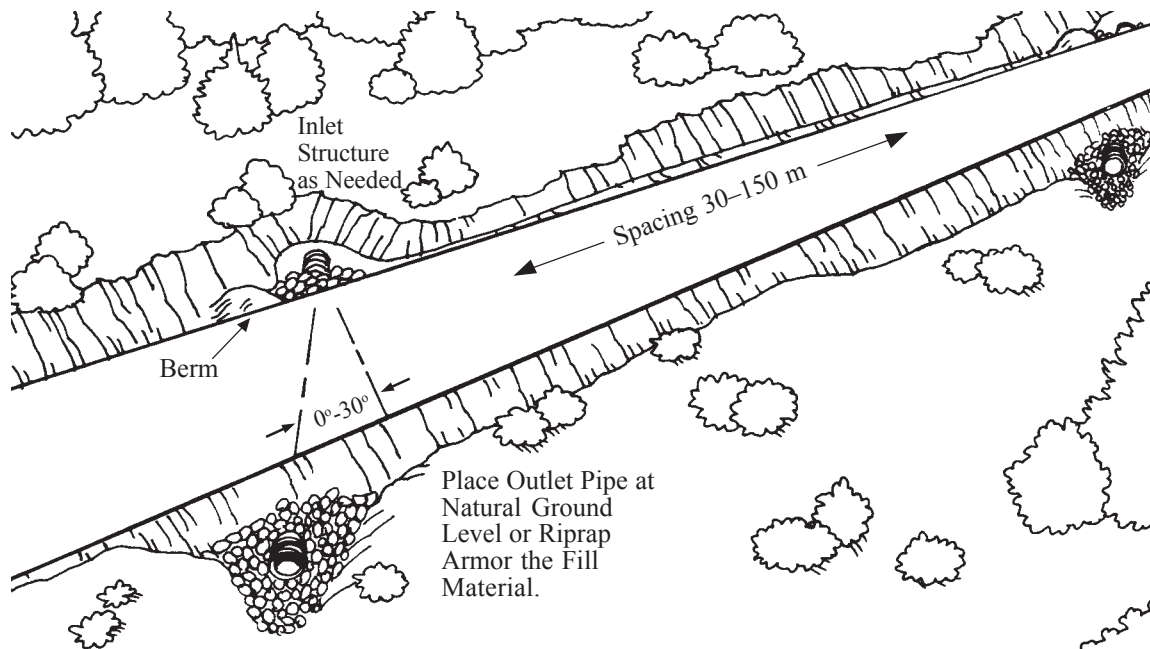 Inlet
Structure
as Needed
Spacing 30–150 m
Berm
0º-30º
Place Outlet Pipe at
Natural Ground
Level or Riprap
Armor the Fill
Material.